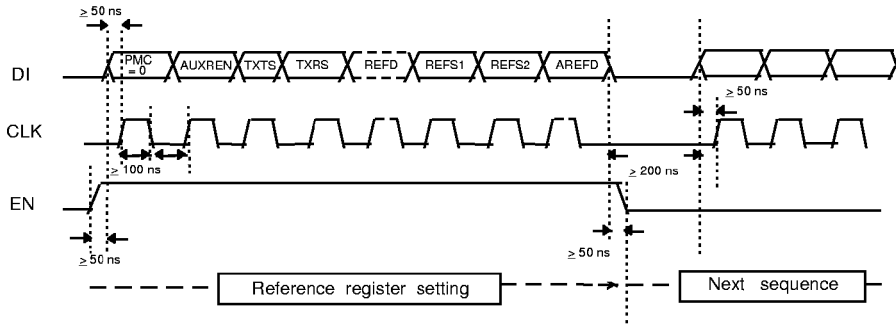 ≥ 50 ns
DI
PMC = 0
AUXREN
TXTS
TXRS
REFD
REFS1
REFS2
AREFD
≥ 50 ns
CLK
≥ 100 ns
≥ 200 ns
EN
≥ 50 ns
≥ 50 ns
Reference register setting
Next sequence